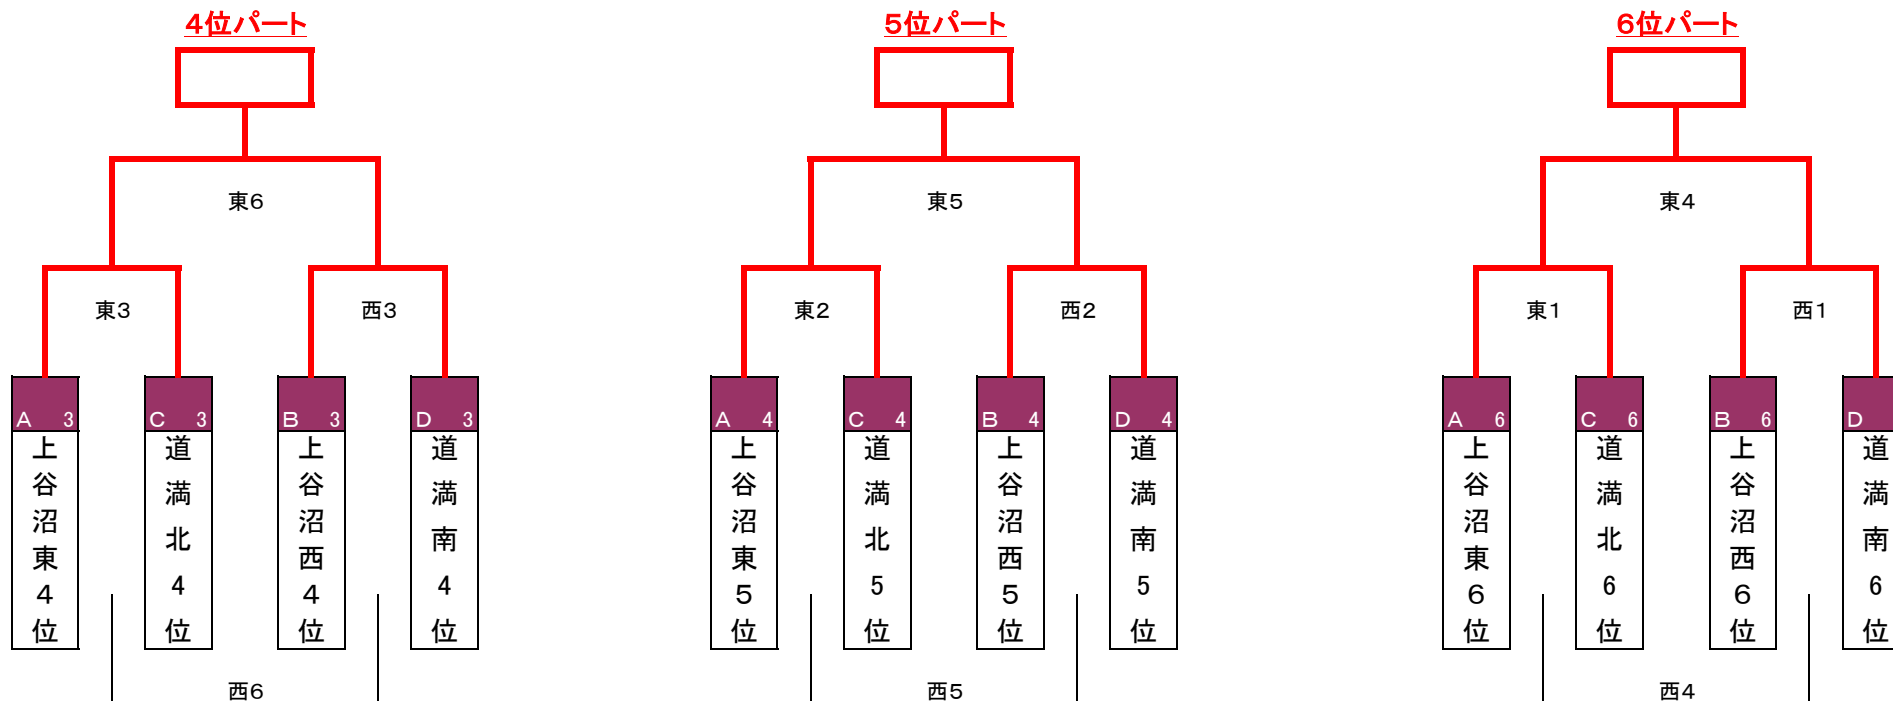 4位パート
5位パート
6位パート
東6
東5
東4
東3
西3
東2
西2
東1
西1
A 3
C 3
B 3
D 3
A 4
C 4
B 4
D 4
A 6
C 6
B 6
D
上谷沼東4位
道満北4位
上谷沼西4位
道満南4位
上谷沼東5位
道満北5位
上谷沼西5位
道満南5位
上谷沼東6位
道満北6位
上谷沼西6位
道満南6位
西6
西5
西4